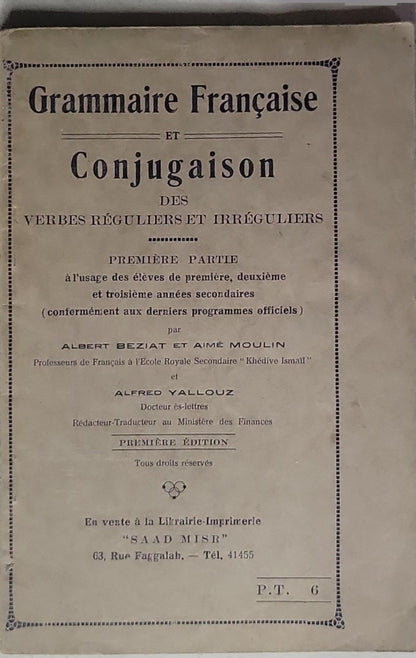 Grammaire Française
ET
Conjugaison
DES
VERBES RÉGULIERS ET IRRÉGULIERS
PREMIÈRE PARTIE
à l'usage des élèves de première, deuxième
et troisième années secondaires
(conformément aux derniers programmes officiels)
par
ALBERT BEZIAT ET AIMÉ MOULIN
Professeurs de Français à l'Ecole Royale Secondaire "Khédive Ismaïl"
et
ALFRED YALLOUZ
Docteur ès-lettres
Rédacteur-Traducteur au Ministère des Finances
PREMIÈRE ÉDITION
Tous droits réservés
En vente à la Librairie-Imprimerie
"SAAD MISR"
63, Rue Faggalah. — Tél. 41455
P.T. 6